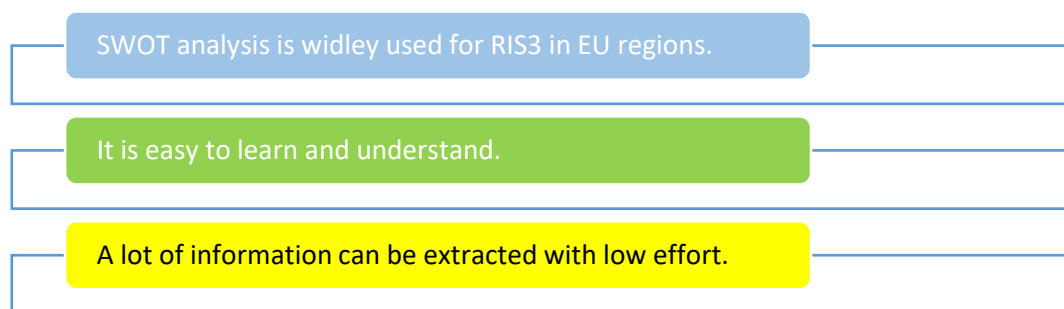 SWOT analysis is widley used for RIS3 in EU regions.
It is easy to learn and understand.
A lot of information can be extracted with low effort.